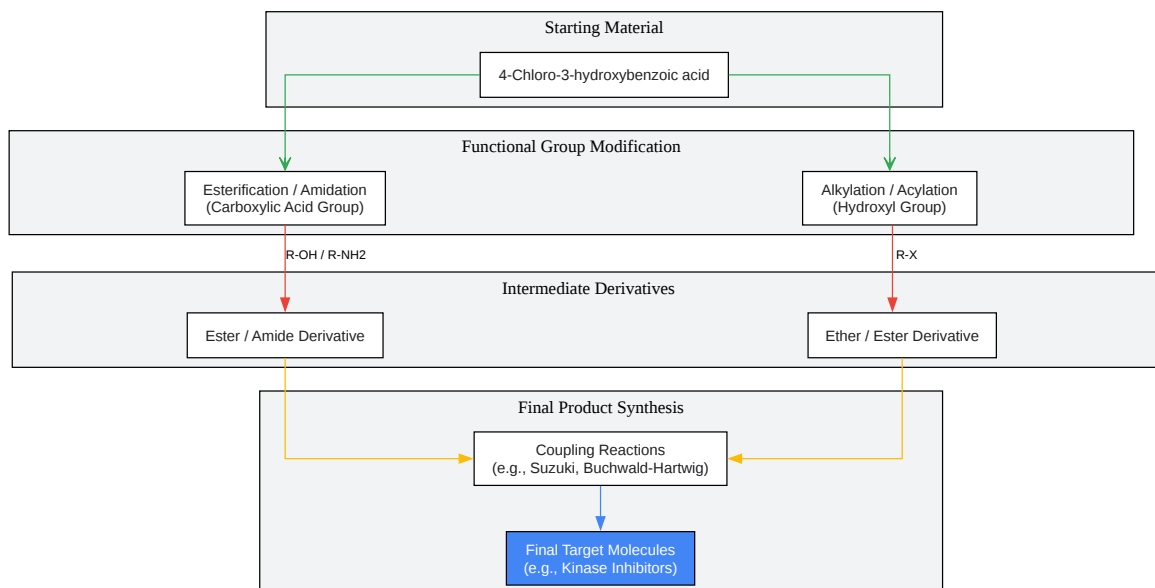 Starting Material
4-Chloro-3-hydroxybenzoic acid
Functional Group Modification
Esterification / Amidation
(Carboxylic Acid Group)
Alkylation / Acylation
(Hydroxyl Group)
R-OH / R-NH2
R-X
Intermediate Derivatives
Ester / Amide Derivative
Ether / Ester Derivative
Final Product Synthesis
Coupling Reactions
(e.g., Suzuki, Buchwald-Hartwig)
Final Target Molecules
(e.g., Kinase Inhibitors)